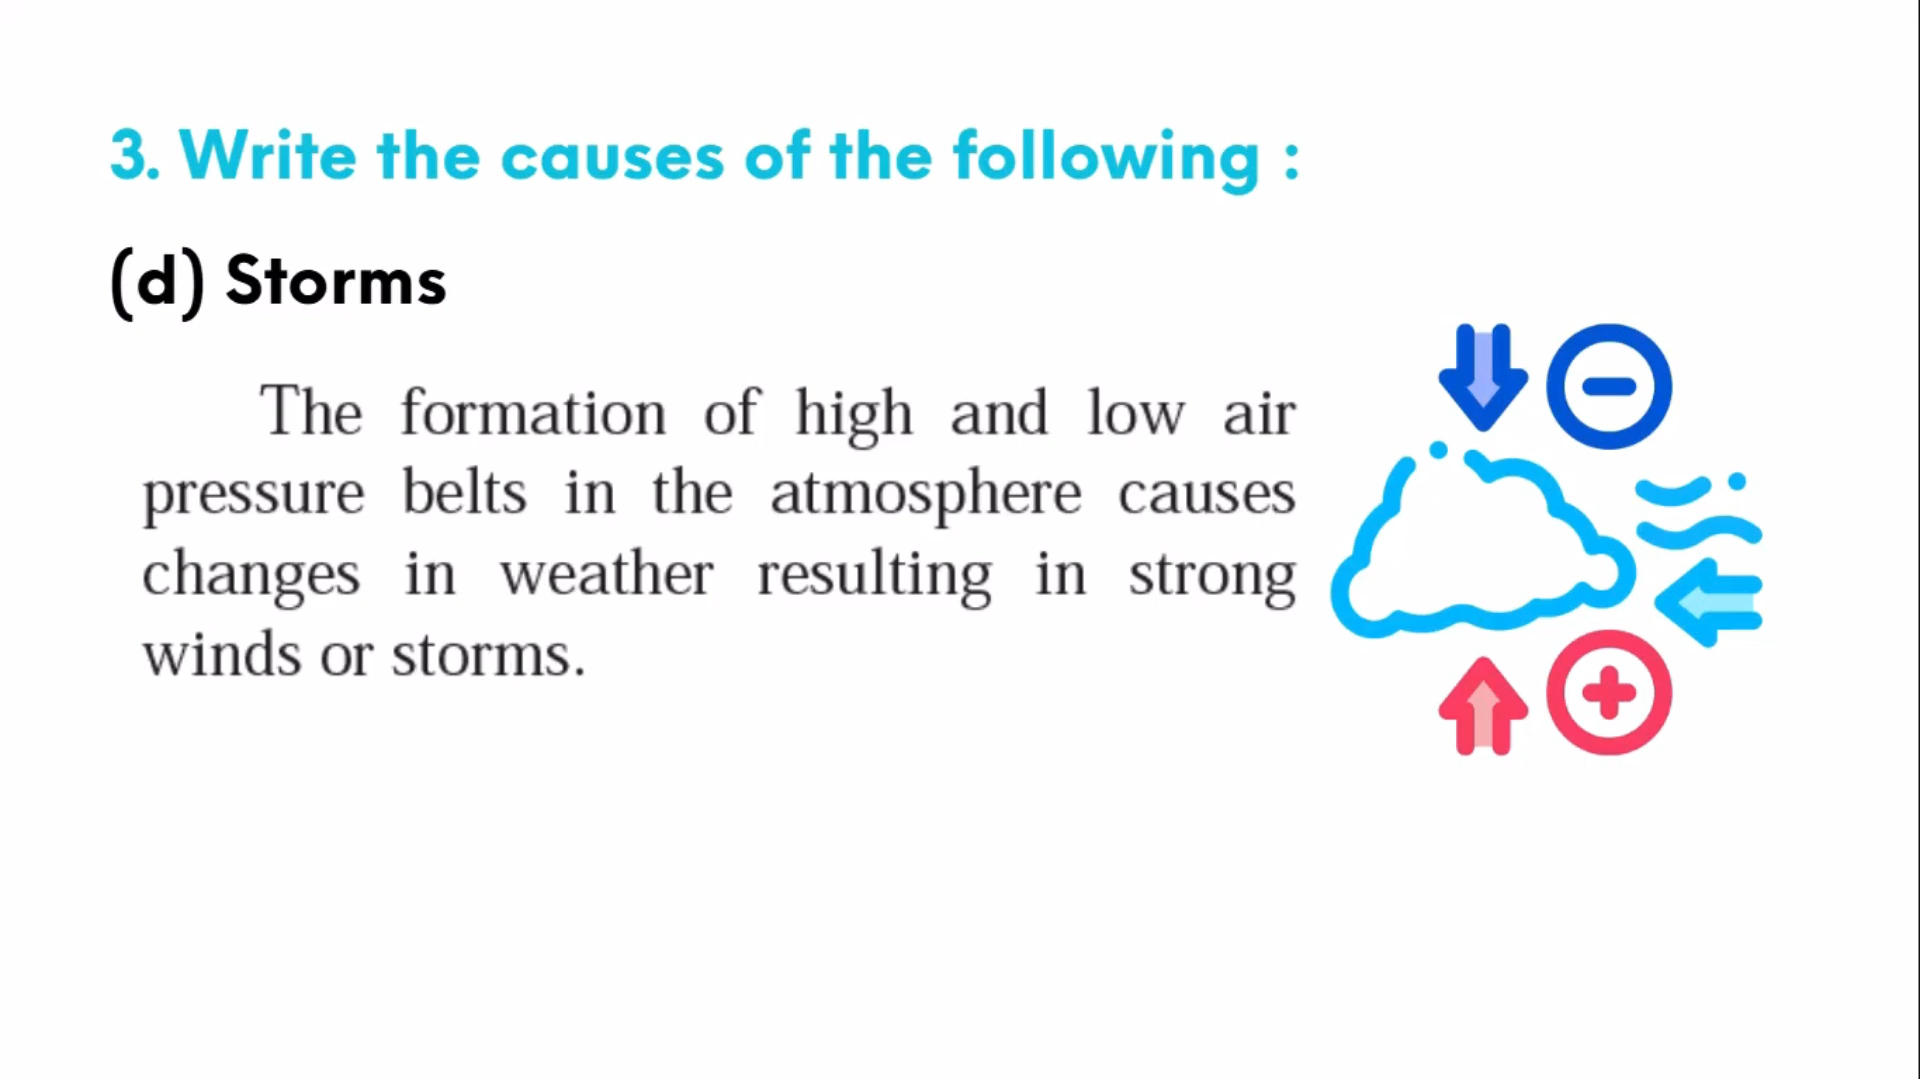 3. Write the causes of the following :
(d) Storms
The formation of high and low air
pressure belts in the atmosphere causes
changes in weather resulting in strong
winds or storms.